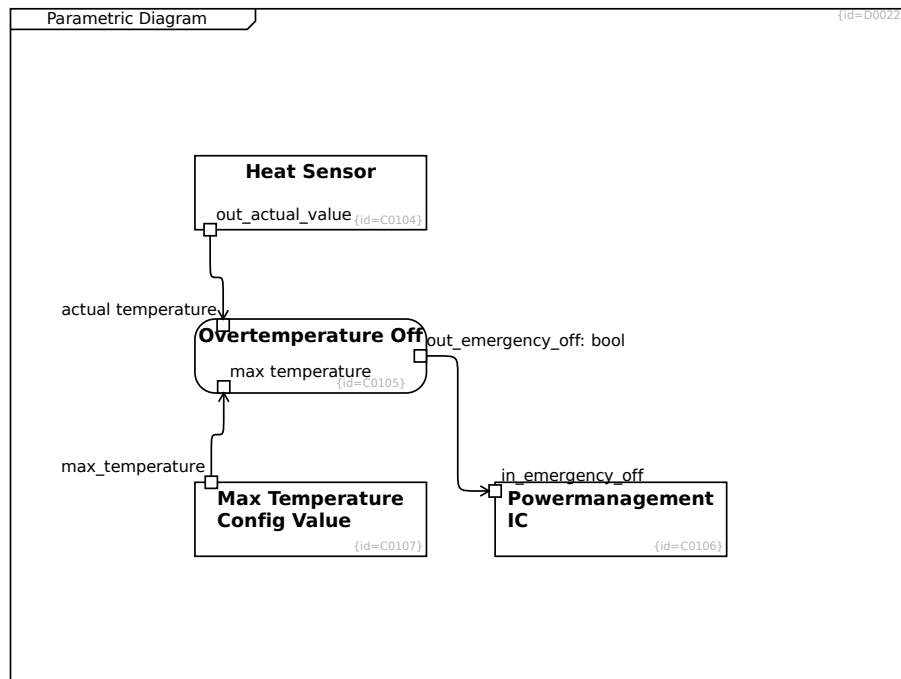 Parametric Diagram
{id=D0022
Heat Sensor
out_actual_value
{id=C0104}
actual temperature
Overtemperature Off
out_emergency_off: bool
max temperature
{id=C0105}
max_temperature
in_emergency_off
Max Temperature
Config Value
{id=C0107}
Powermanagement
IC
{id=C0106}